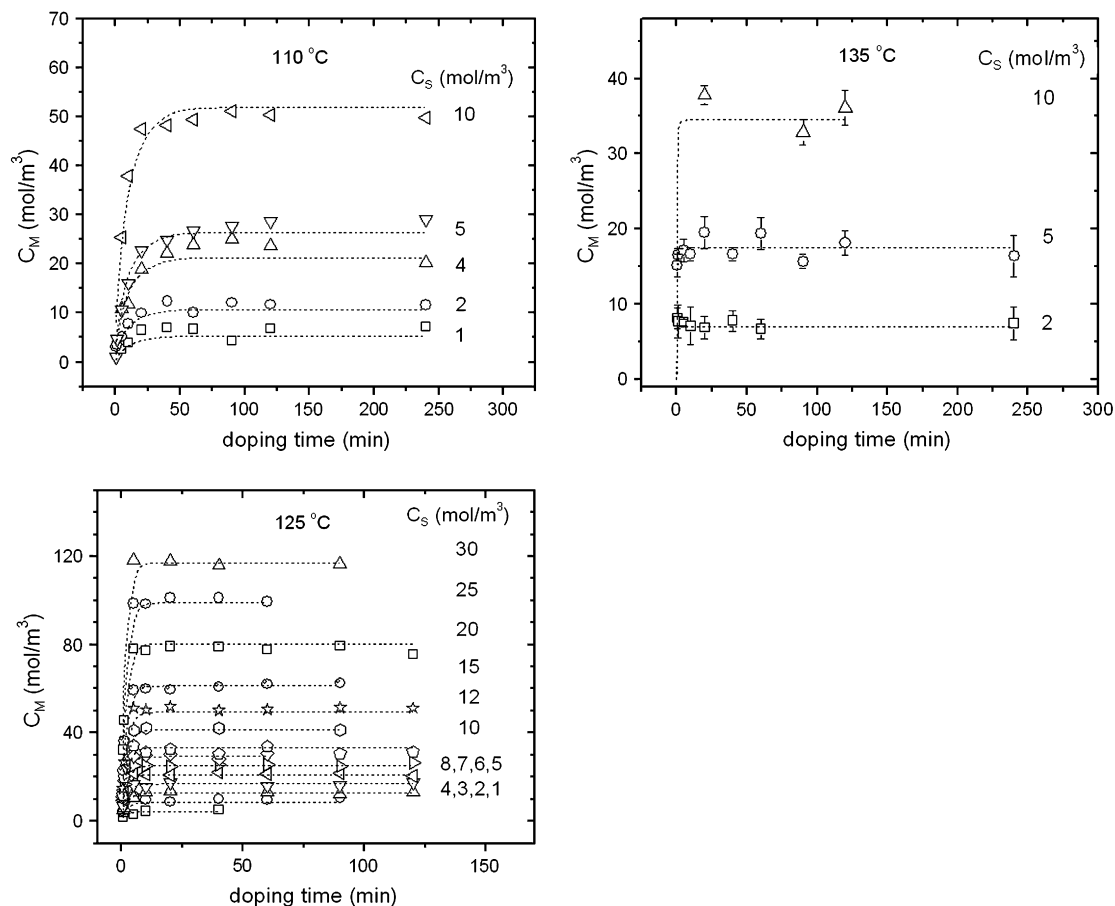 110 °C
C_S (mol/m³)
10
5
4
2
1
C_M (mol/m³)
70
60
50
40
30
20
10
0
0 50 100 150 200 250 300
doping time (min)
135 °C
C_S (mol/m³)
10
5
2
C_M (mol/m³)
40
30
20
10
0
0 50 100 150 200 250 300
doping time (min)
125 °C
C_S (mol/m³)
30
25
20
15
12
10
8,7,6,5
4,3,2,1
C_M (mol/m³)
120
80
40
0
0 50 100 150
doping time (min)